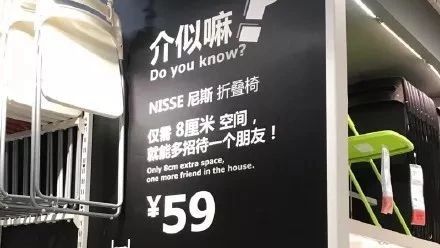 介似嘛?
Do you know?
NISSE 尼斯 折叠椅
仅需 8厘米 空间，
就能多招待一个朋友！
Only 8cm extra space,
one more friend in the house.
¥59